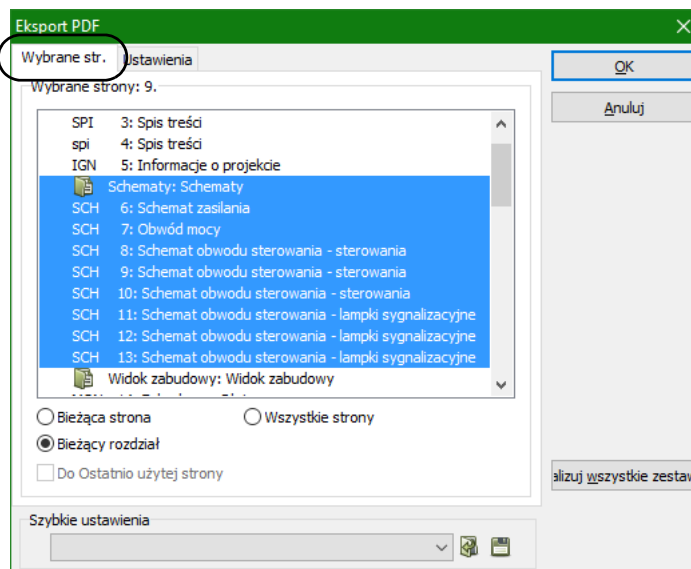 Eksport PDF
Wybrane str.
Ustawienia
Wybrane strony: 9.
SPI 3: Spis treści
spi 4: Spis treści
IGN 5: Informacje o projekcie
Schematy: Schematy
SCH 6: Schemat zasilania
SCH 7: Obwód mocy
SCH 8: Schemat obwodu sterowania - sterowania
SCH 9: Schemat obwodu sterowania - sterowania
SCH 10: Schemat obwodu sterowania - sterowania
SCH 11: Schemat obwodu sterowania - lampki sygnalizacyjne
SCH 12: Schemat obwodu sterowania - lampki sygnalizacyjne
SCH 13: Schemat obwodu sterowania - lampki sygnalizacyjne
Widok zabudowy: Widok zabudowy
Bieżąca strona
Wszystkie strony
Bieżący rozdział
Do Ostatnio użytej strony
Szybkie ustawienia
OK
Anuluj
alizuj wszystkie zestaw